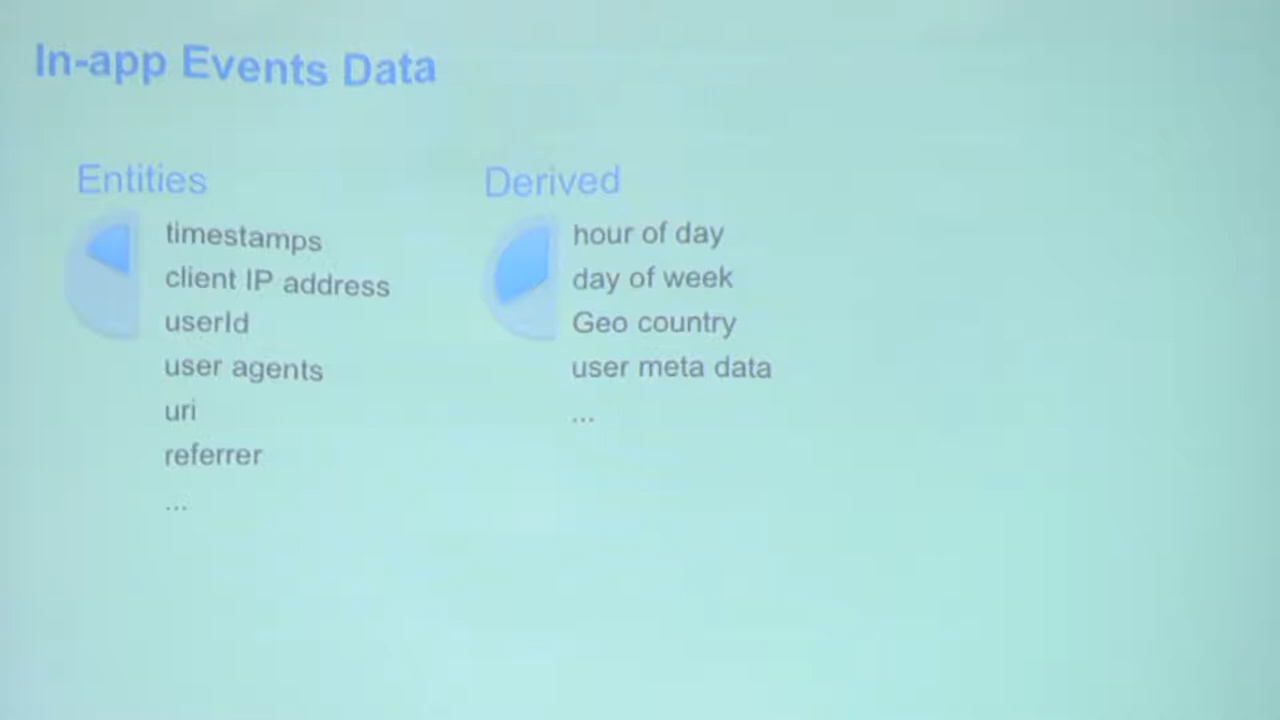 In-app Events Data
Entities
timestamps
client IP address
userId
user agents
uri
referrer
...
Derived
hour of day
day of week
Geo country
user meta data
...